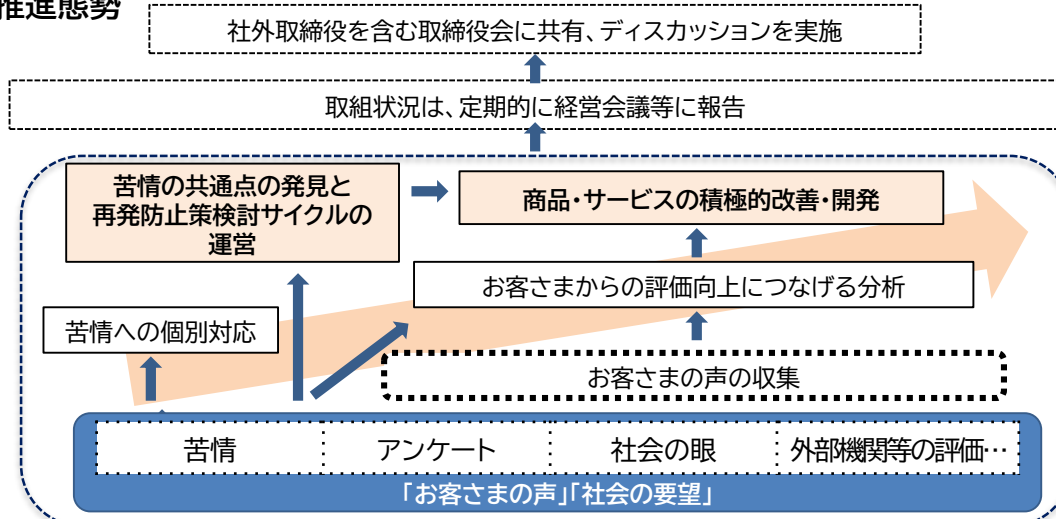 推進態勢
社外取締役を含む取締役会に共有、ディスカッションを実施
取組状況は、定期的に経営会議等に報告
苦情の共通点の発見と
再発防止策検討サイクルの
運営
商品・サービスの積極的改善・開発
お客さまからの評価向上につなげる分析
苦情への個別対応
お客さまの声の収集
苦情
アンケート
社会の眼
外部機関等の評価…
「お客さまの声」「社会の要望」